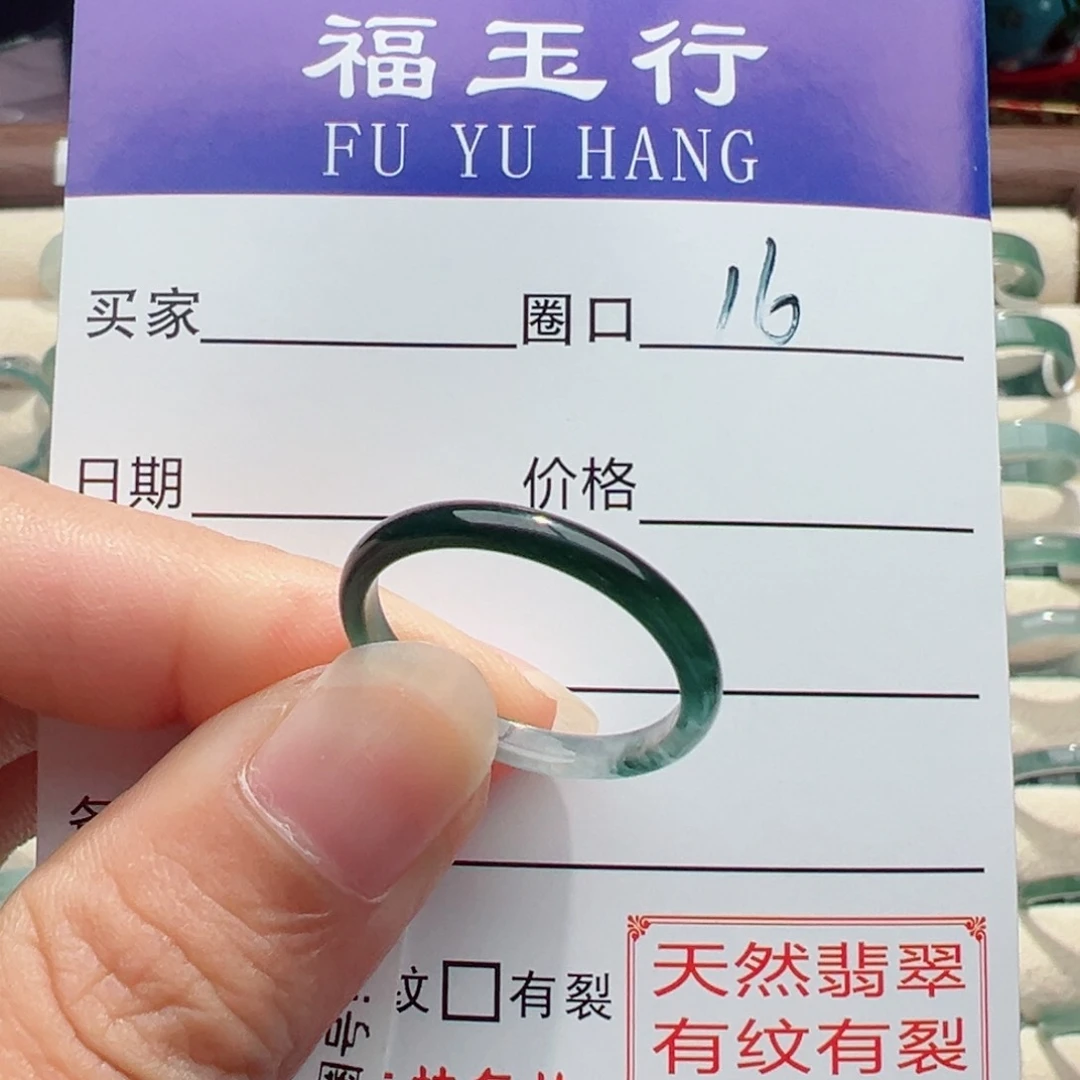 福玉行
FU YU HANG
买家 圈口 16
日期 价格
纹 □ 有裂
天然翡翠
有纹有裂